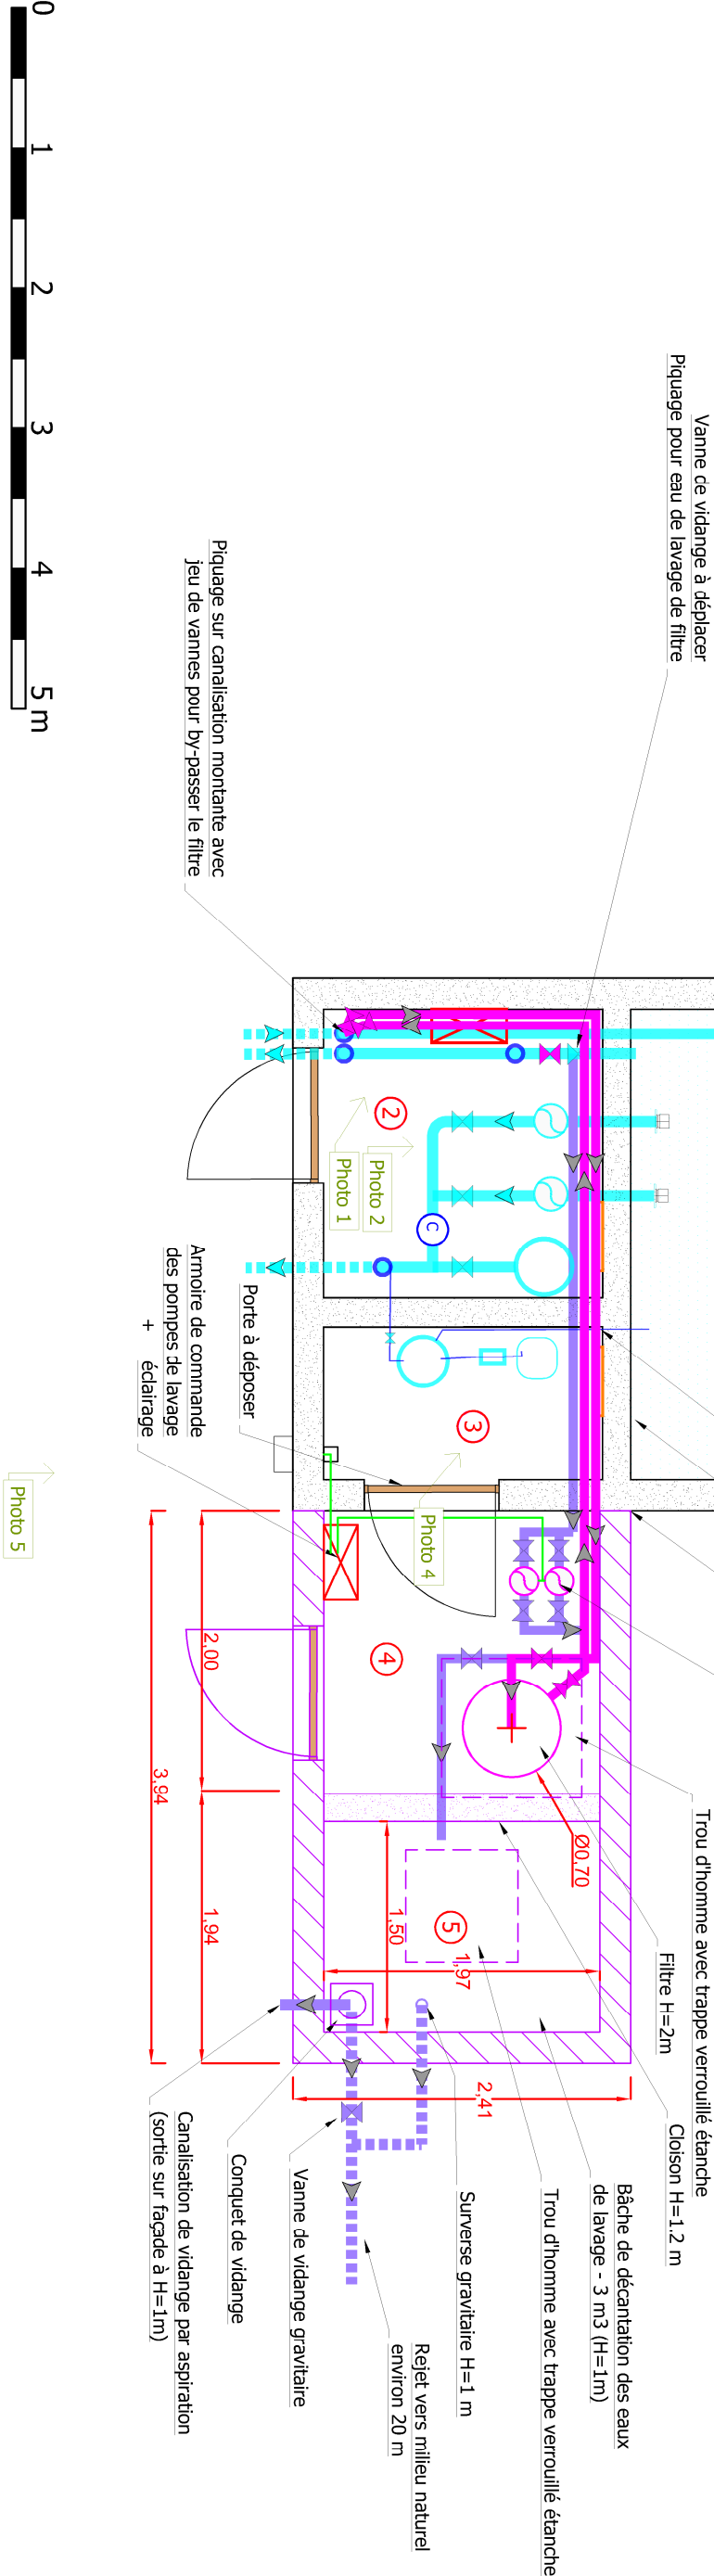 0
1
2
3
4
5 m
Vanne de vidange à déplacer
Piquage pour eau de lavage de filtre
Piquage sur canalisation montante avec
jeu de vannes pour by-passer le filtre
2
Photo 2
Photo 1
C
Armoire de commande
des pompes de lavage
+ éclairage
Porte à déposer
3
Photo 4
Photo 5
4
2,00
3,94
1,94
Ø0,70
5
1,50
1,97
2,41
Trou d'homme avec trappe verrouillé étanche
Filtre H=2m
Cloison H=1.2 m
Bâche de décantation des eaux
de lavage - 3 m3 (H=1m)
Trou d'homme avec trappe verrouillé étanche
Surverse gravitaire H=1 m
Rejet vers milieu naturel
environ 20 m
Vanne de vidange gravitaire
Conquet de vidange
Canalisation de vidange par aspiration
(sortie sur façade à H=1m)